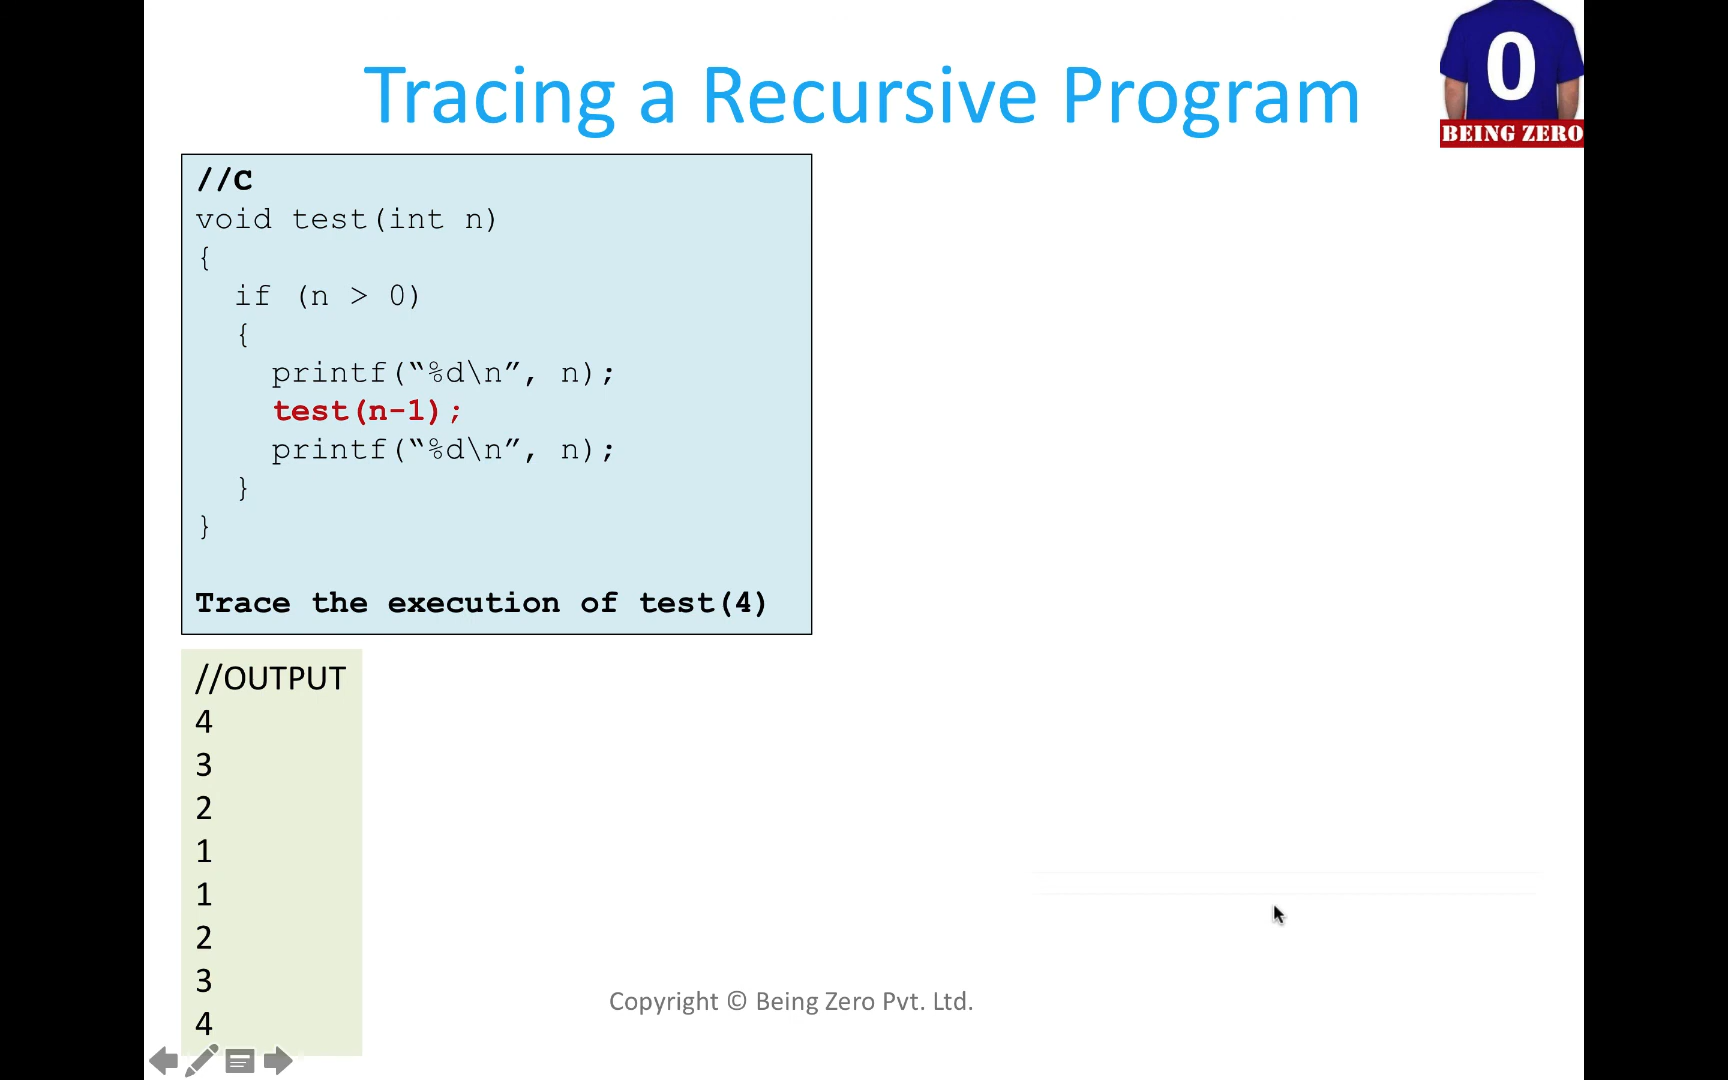 Tracing a Recursive Program
0
BEING ZERO
//C
void test(int n)
{
if (n > 0)
{
printf(“%d\n”, n);
test(n-1);
printf(“%d\n”, n);
}
}
Trace the execution of test(4)
//OUTPUT
4
3
2
1
1
2
3
4
Copyright © Being Zero Pvt. Ltd.